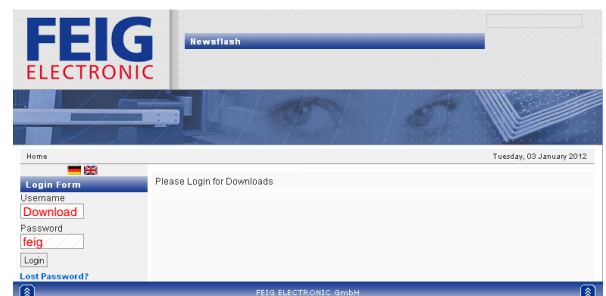 FEIG
ELECTRONIC
Newsflash
Home
Tuesday, 03 January 2012
Login Form
Please Login for Downloads
Username
Download
Password
feig
Login
Lost Password?
FEIG ELECTRONIC GmbH